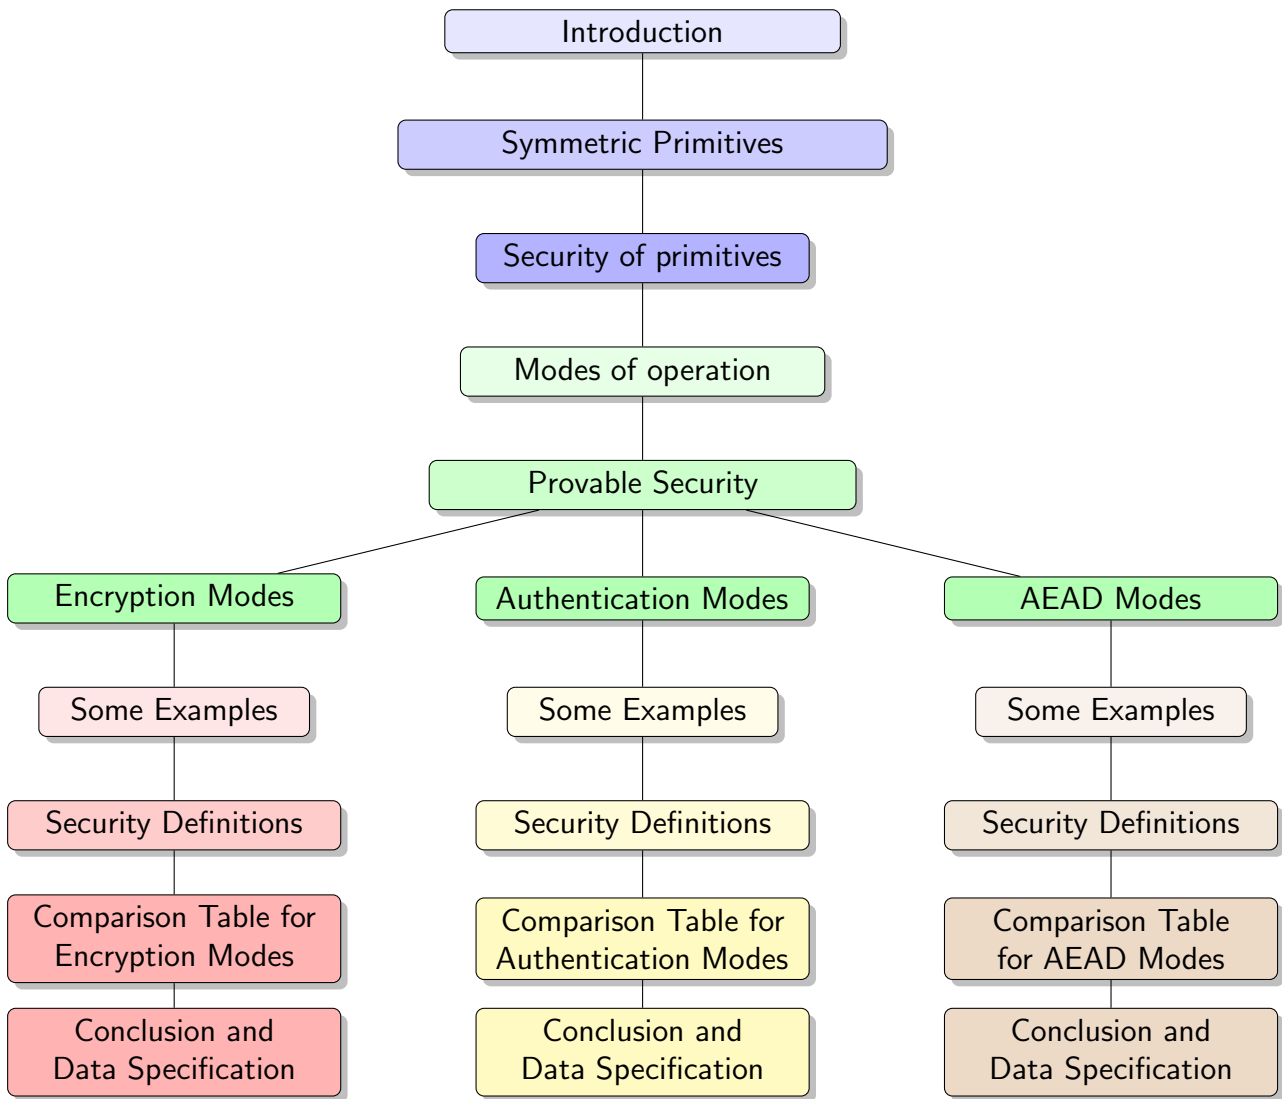 Introduction
Symmetric Primitives
Security of primitives
Modes of operation
Provable Security
Encryption Modes
Authentication Modes
AEAD Modes
Some Examples
Some Examples
Some Examples
Security Definitions
Security Definitions
Security Definitions
Comparison Table for
Encryption Modes
Comparison Table for
Authentication Modes
Comparison Table
for AEAD Modes
Conclusion and
Data Specification
Conclusion and
Data Specification
Conclusion and
Data Specification